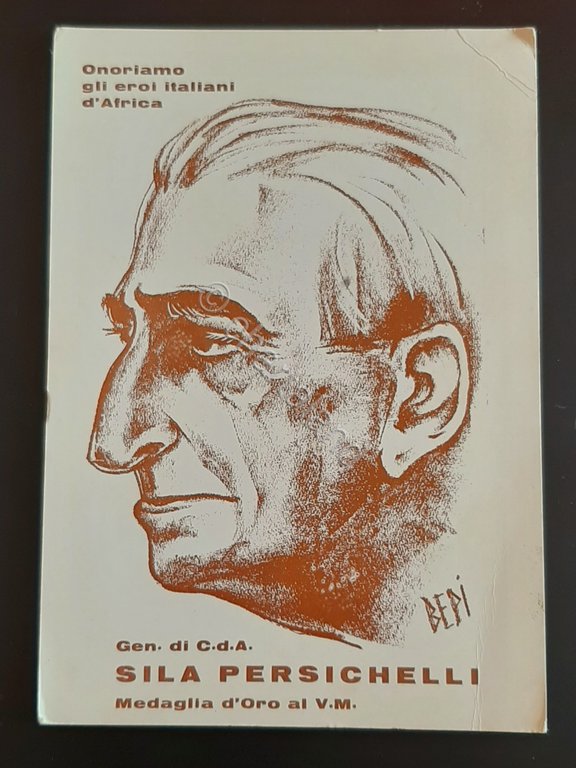 Onoriamo
gli eroi italiani
d'Africa
BEPI
Gen. di C.d.A.
SILA PERSICHELLI
Medaglia d'Oro al V.M.